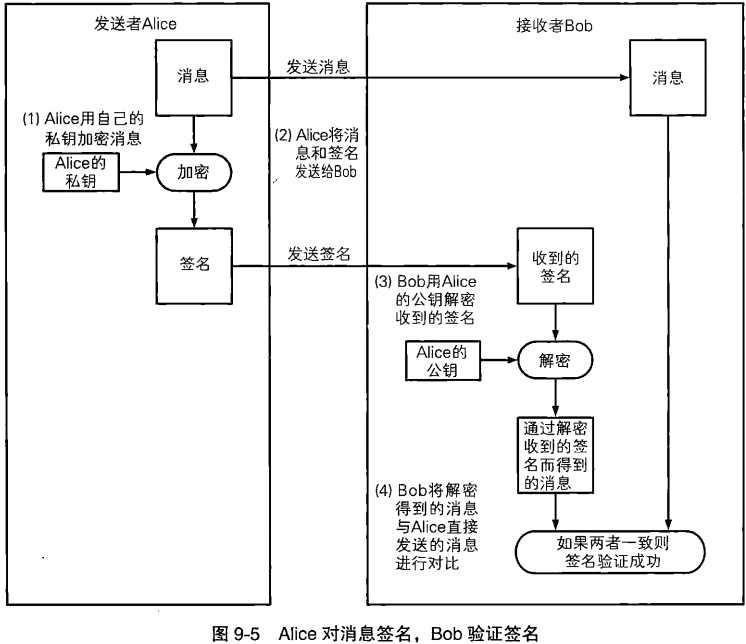 发送者Alice
接收者Bob
消息
发送消息
消息
(1) Alice用自己的
私钥加密消息
(2) Alice将消
息和签名
发送给Bob
Alice的
私钥
加密
签名
发送签名
收到的
签名
(3) Bob用Alice
的公钥解密
收到的签名
Alice的
公钥
解密
通过解密
收到的签
名而得到
的消息
(4) Bob将解密
得到的消息
与Alice直接
发送的消息
进行对比
如果两者一致则
签名验证成功
图 9-5 Alice 对消息签名，Bob 验证签名